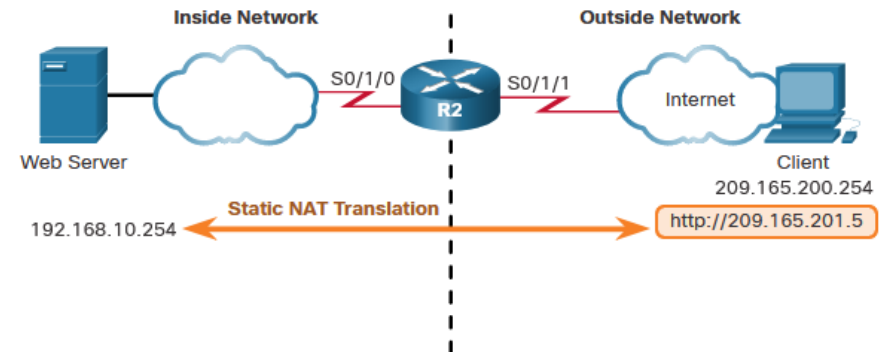 Inside Network
Outside Network
S0/1/0
S0/1/1
R2
Internet
Web Server
Client
209.165.200.254
Static NAT Translation
192.168.10.254
http://209.165.201.5